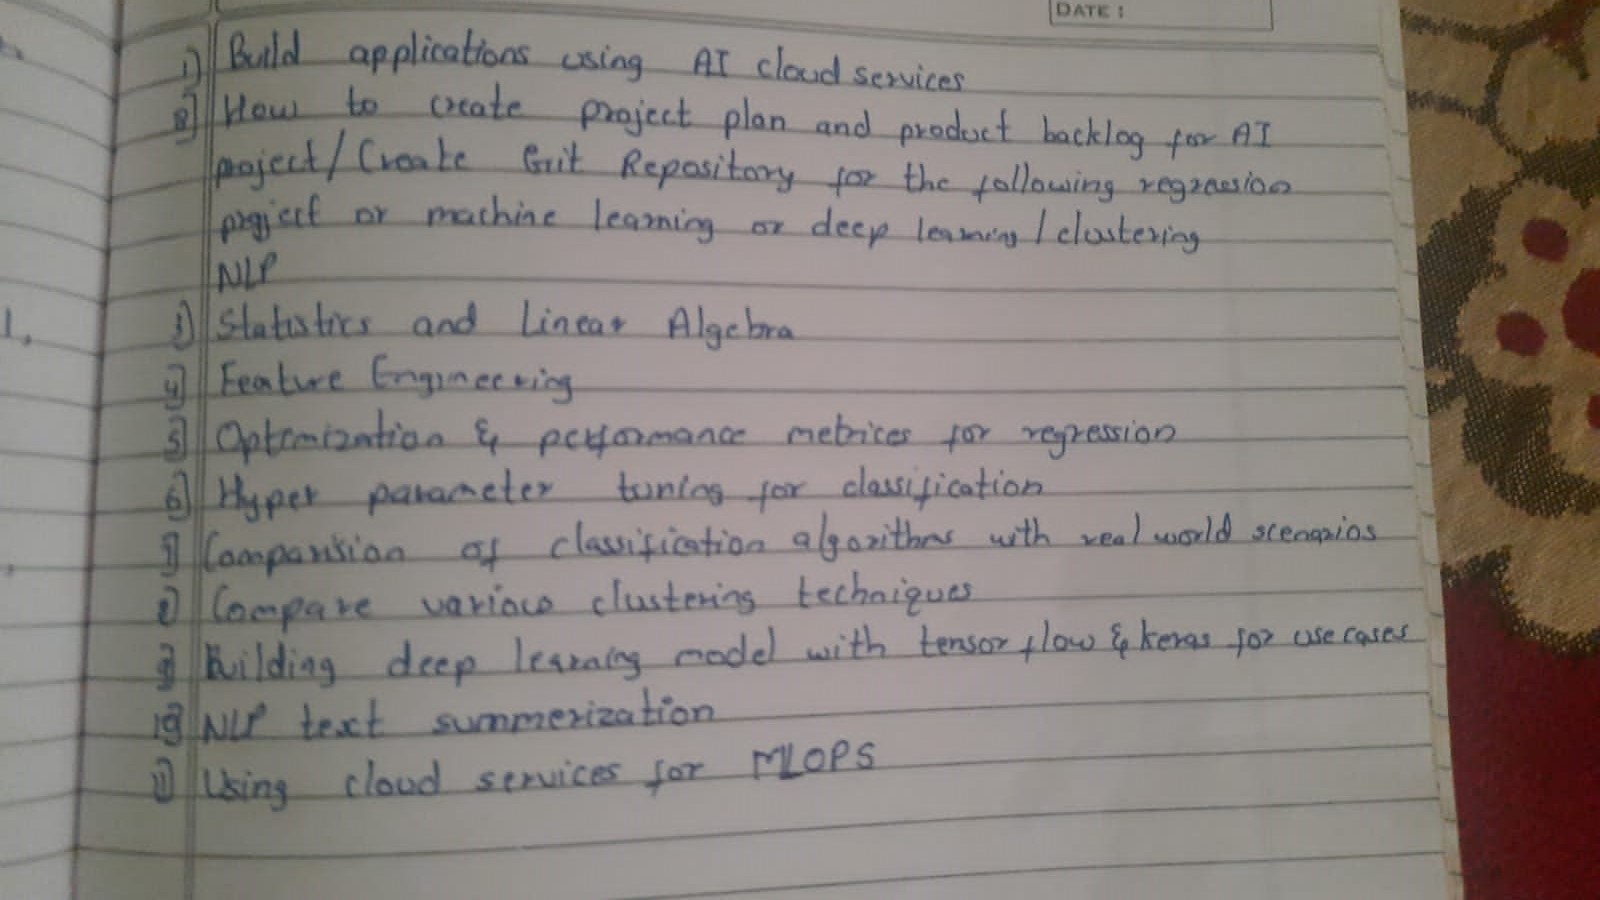 DATE :
1) Build applications using AI cloud services
2) How to create project plan and product backlog for AI
project/Create Git Repository for the following regression
project or machine learning or deep learning / clustering
NLP
3) Statistics and Linear Algebra
4) Feature Engineering
5) Optimization & performance metrices for regression
6) Hyper parameter tuning for classification
7) Comparision of classification algorithms with real world scenarios
8) Compare various clustering techniques
9) Building deep learning model with tensor flow & keras for use cases
10) NLP text summerization
11) Using cloud services for MLOPS
1.